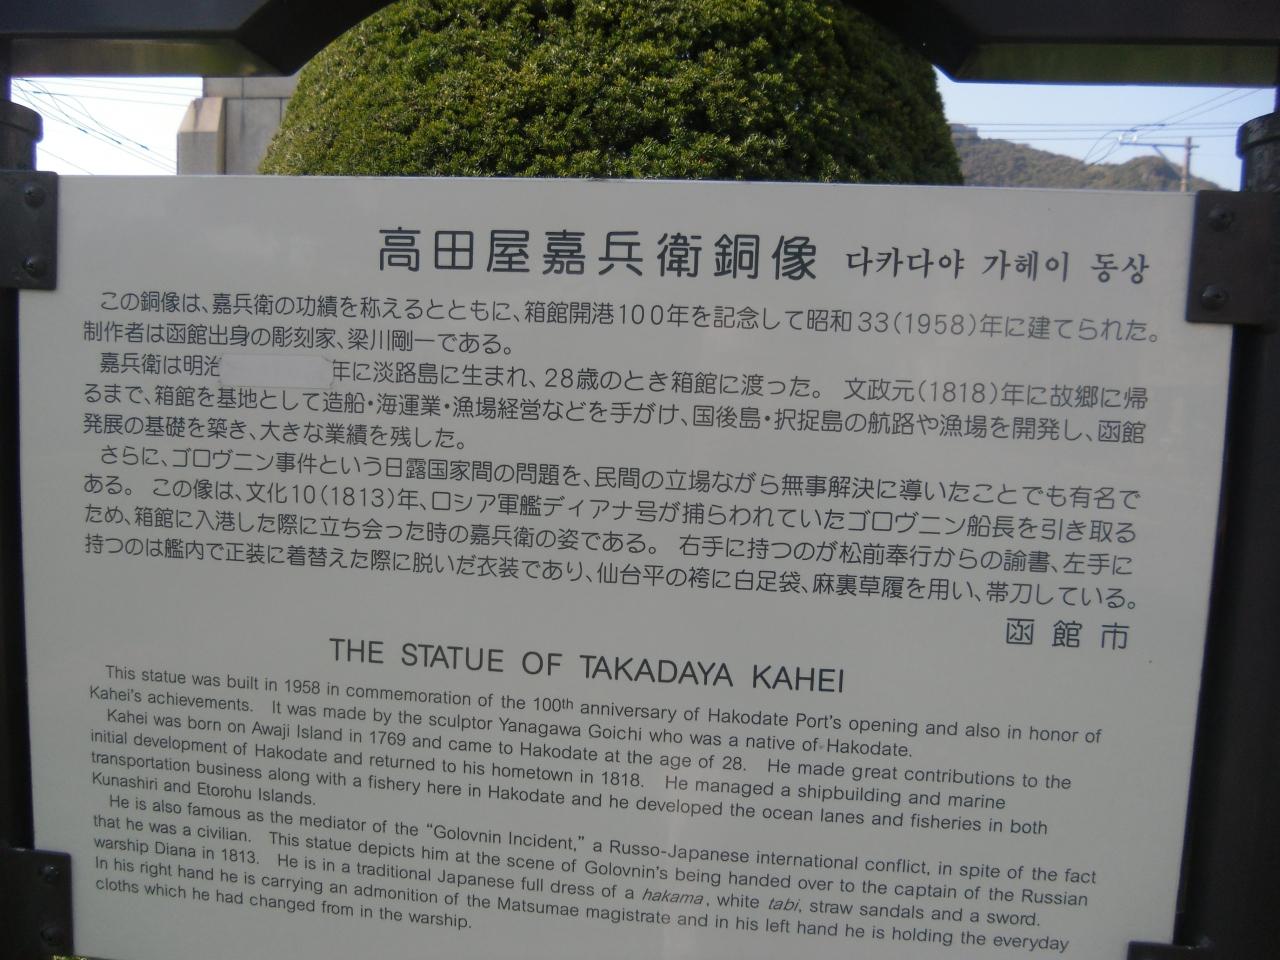 高田屋嘉兵衛銅像 다카다야 가헤이 동상
この銅像は、嘉兵衛の功績を称えるとともに、箱館開港100年を記念して昭和33(1958)年に建てられた。
制作者は函館出身の彫刻家、梁川剛一である。
嘉兵衛は明治 年に淡路島に生まれ、28歳のとき箱館に渡った。 文政元(1818)年に故郷に帰
るまで、箱館を基地として造船・海運業・漁場経営などを手がけ、国後島・択捉島の航路や漁場を開発し、函館
発展の基礎を築き、大きな業績を残した。
さらに、ゴロヴニン事件という日露国家間の問題を、民間の立場ながら無事解決に導いたことでも有名で
ある。 この像は、文化10(1813)年、ロシア軍艦ディアナ号が捕らわれていたゴロヴニン船長を引き取る
ため、箱館に入港した際に立ち会った時の嘉兵衛の姿である。 右手に持つのが松前奉行からの諭書、左手に
持つのは艦内で正装に着替えた際に脱いだ衣装であり、仙台平の袴に白足袋、麻裏草履を用い、帯刀している。
函館市
THE STATUE OF TAKADAYA KAHEI
This statue was built in 1958 in commemoration of the 100th anniversary of Hakodate Port's opening and also in honor of
Kahei's achievements. It was made by the sculptor Yanagawa Goichi who was a native of Hakodate.
Kahei was born on Awaji Island in 1769 and came to Hakodate at the age of 28. He made great contributions to the
initial development of Hakodate and returned to his hometown in 1818. He managed a shipbuilding and marine
transportation business along with a fishery here in Hakodate and he developed the ocean lanes and fisheries in both
Kunashiri and Etorohu Islands.
He is also famous as the mediator of the "Golovnin Incident," a Russo-Japanese international conflict, in spite of the fact
that he was a civilian. This statue depicts him at the scene of Golovnin's being handed over to the captain of the Russian
warship Diana in 1813. He is in a traditional Japanese full dress of a hakama, white tabi, straw sandals and a sword.
In his right hand he is carrying an admonition of the Matsumae magistrate and in his left hand he is holding the everyday
cloths which he had changed from in the warship.